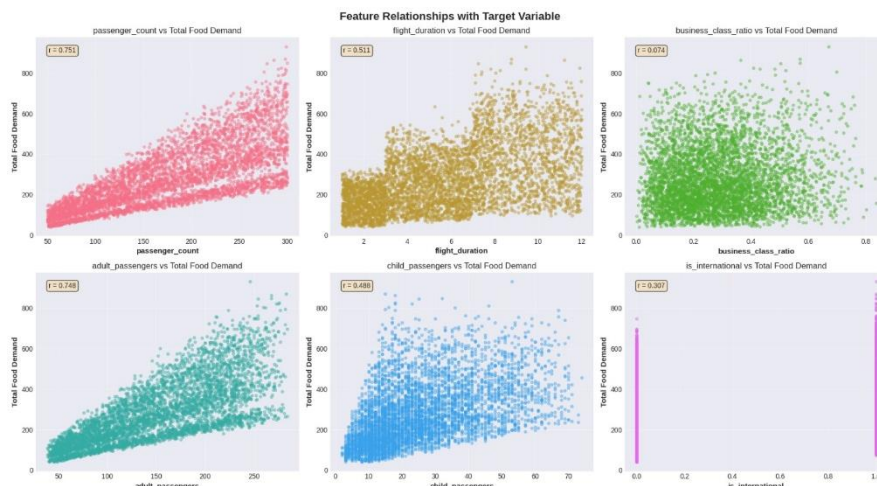 Feature Relationships with Target Variable
passenger_count vs Total Food Demand
r = 0.751
Total Food Demand
800
600
400
200
0
50 100 150 200 250 300
passenger_count
flight_duration vs Total Food Demand
r = 0.511
Total Food Demand
800
600
400
200
0
2 4 6 8 10 12
flight_duration
business_class_ratio vs Total Food Demand
r = 0.074
Total Food Demand
800
600
400
200
0
0.0 0.2 0.4 0.6 0.8
business_class_ratio
adult_passengers vs Total Food Demand
r = 0.748
Total Food Demand
800
600
400
200
0
50 100 150 200 250
adult_passengers
child_passengers vs Total Food Demand
r = 0.488
Total Food Demand
800
600
400
200
0
0 10 20 30 40 50 60 70
child_passengers
is_international vs Total Food Demand
r = 0.307
Total Food Demand
800
600
400
200
0
0.0 0.2 0.4 0.6 0.8
is_international